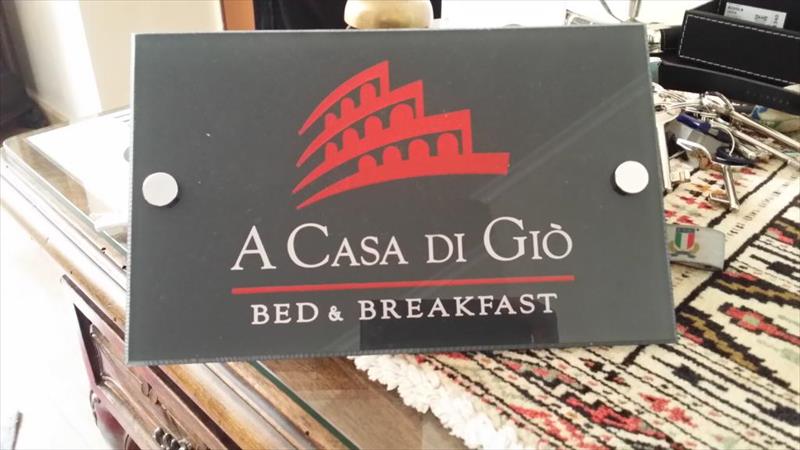 A CASA DI GIÒ
BED & BREAKFAST